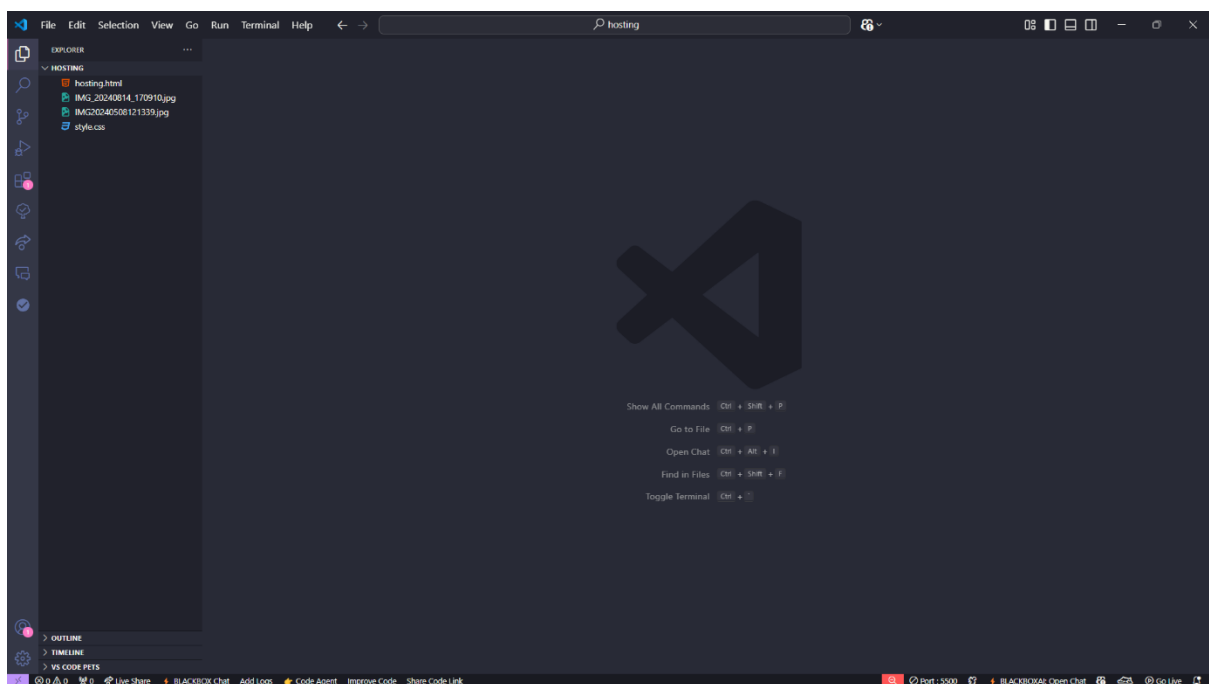 File Edit Selection View Go Run Terminal Help
hosting
EXPLORER
HOSTING
hosting.html
IMG_20240814_170910.jpg
IMG20240508121339.jpg
style.css
1
Show All Commands Ctrl + Shift + P
Go to File Ctrl + P
Open Chat Ctrl + Alt + I
Find in Files Ctrl + Shift + F
Toggle Terminal Ctrl + `
1
OUTLINE
TIMELINE
VS CODE PETS
0 0 0 Live Share BLACKBOX Chat Add Logs Code Agent Improve Code Share Code Link Port : 5500 BLACKBOXAI: Open Chat Go Live